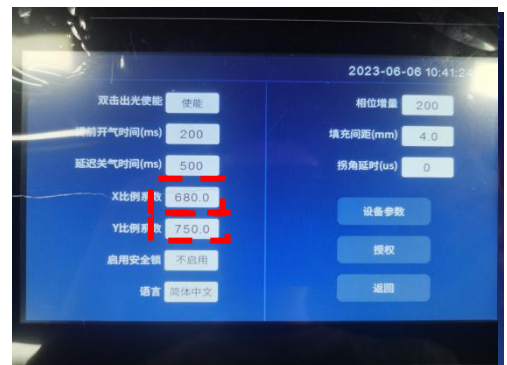 2023-06-06 10:41:24
双击出光使能 使能
前开气时间(ms) 200
延迟关气时间(ms) 500
X比例系数 680.0
Y比例系数 750.0
启用安全锁 不启用
语言 简体中文
相位增量 200
填充间距(mm) 4.0
拐角延时(us) 0
设备参数
授权
返回